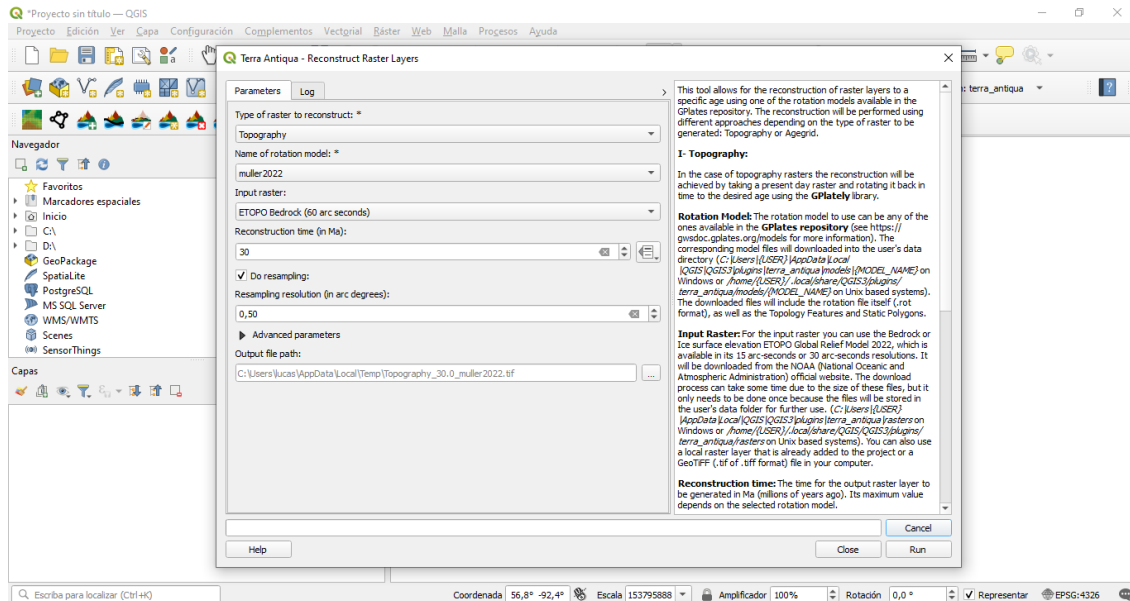 *Proyecto sin título — QGIS
Proyecto Edición Ver Capa Configuración Complementos Vectorial Ráster Web Malla Procesos Ayuda
Terra Antiqua - Reconstruct Raster Layers
: terra_antiqua
Navegador
Favoritos
Marcadores espaciales
Inicio
C:\
D:\
GeoPackage
SpatiaLite
PostgreSQL
MS SQL Server
WMS/WMTS
Scenes
SensorThings
Capas
Parameters Log
Type of raster to reconstruct: *
Topography
Name of rotation model: *
muller2022
Input raster:
ETOPO Bedrock (60 arc seconds)
Reconstruction time (in Ma):
30
Do resampling:
Resampling resolution (in arc degrees):
0,50
Advanced parameters
Output file path:
C:\Users\lucas\AppData\Local\Temp\Topography_30.0_muller2022.tif
...
This tool allows for the reconstruction of raster layers to a
specific age using one of the rotation models available in the
GPlates repository. The reconstruction will be performed using
different approaches depending on the type of raster to be
generated: Topography or Agegrid.
I- Topography:
In the case of topography rasters the reconstruction will be
achieved by taking a present day raster and rotating it back in
time to the desired age using the GPlately library.
Rotation Model: The rotation model to use can be any of the
ones available in the GPlates repository (see https://
gwsdoc.gplates.org/models for more information). The
corresponding model files will downloaded into the user's data
directory (C:\Users\{USER}\AppData\Local
\QGIS\QGIS3\plugins\terra_antiqua\models\{MODEL_NAME} on
Windows or /home/{USER}/.local/share/QGIS3/plugins/
terra_antiqua/models/{MODEL_NAME} on Unix based systems).
The downloaded files will include the rotation file itself (.rot
format), as well as the Topology Features and Static Polygons.
Input Raster: For the input raster you can use the Bedrock or
Ice surface elevation ETOPO Global Relief Model 2022, which is
available in its 15 arc-seconds or 30 arc-seconds resolutions. It
will be downloaded from the NOAA (National Oceanic and
Atmospheric Administration) official website. The download
process can take some time due to the size of these files, but it
only needs to be done once because the files will be stored in
the user's data folder for further use. (C:\Users\{USER}
\AppData\Local\QGIS\QGIS3\plugins\terra_antiqua\rasters on
Windows or /home/{USER}/.local/share/QGIS/QGIS3/plugins/
terra_antiqua/rasters on Unix based systems). You can also use
a local raster layer that is already added to the project or a
GeoTiFF (.tif of .tiff format) file in your computer.
Reconstruction time: The time for the output raster layer to
be generated in Ma (millions of years ago). Its maximum value
depends on the selected rotation model.
Cancel
Help Close Run
Escriba para localizar (Ctrl+K) Coordenada 56,8° -92,4° Escala 153795888 Amplificador 100% Rotación 0,0 ° Representar EPSG:4326